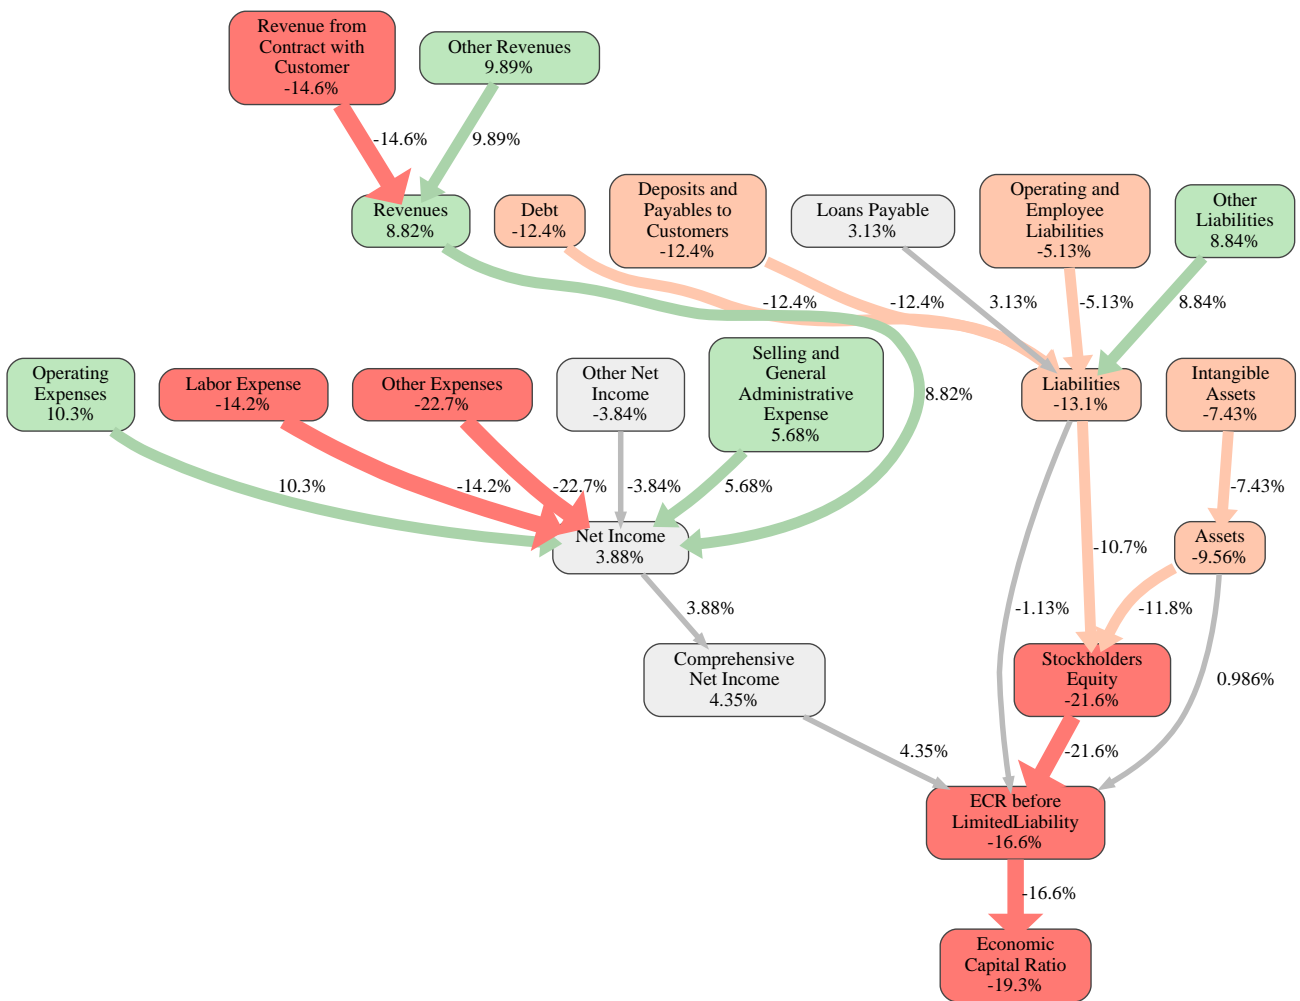 Revenue from
Contract with
Customer
-14.6%
Other Revenues
9.89%
-14.6%
9.89%
Revenues
8.82%
Debt
-12.4%
Deposits and
Payables to
Customers
-12.4%
Loans Payable
3.13%
Operating and
Employee
Liabilities
-5.13%
Other
Liabilities
8.84%
-12.4%
-12.4%
3.13%
-5.13%
8.84%
Operating
Expenses
10.3%
Labor Expense
-14.2%
Other Expenses
-22.7%
Other Net
Income
-3.84%
Selling and
General
Administrative
Expense
5.68%
8.82%
Liabilities
-13.1%
Intangible
Assets
-7.43%
10.3%
-14.2%
-22.7%
-3.84%
5.68%
-7.43%
Net Income
3.88%
-10.7%
Assets
-9.56%
3.88%
-1.13%
-11.8%
Comprehensive
Net Income
4.35%
Stockholders
Equity
-21.6%
0.986%
4.35%
-21.6%
ECR before
LimitedLiability
-16.6%
-16.6%
Economic
Capital Ratio
-19.3%